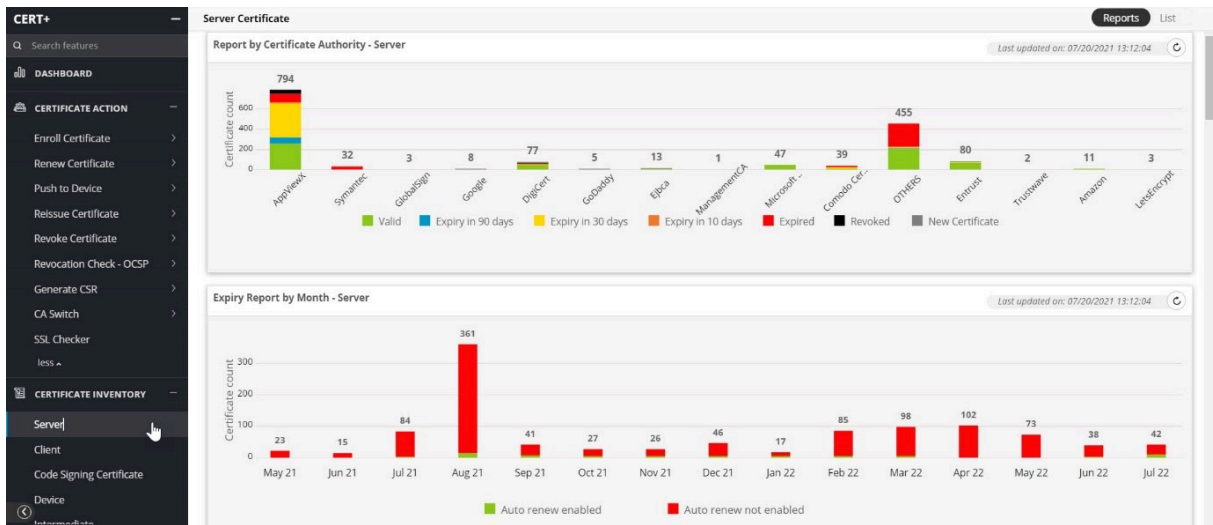 CERT+
Search features
DASHBOARD
CERTIFICATE ACTION
Enroll Certificate
Renew Certificate
Push to Device
Reissue Certificate
Revoke Certificate
Revocation Check - OCSP
Generate CSR
CA Switch
SSL Checker
less
CERTIFICATE INVENTORY
Server
Client
Code Signing Certificate
Device
Intermediate
Server Certificate
Reports List
Report by Certificate Authority - Server
Last updated on: 07/20/2021 13:12:04
Certificate count
600
400
200
0
794 32 3 8 77 5 13 1 47 39 455 80 2 11 3
AppViewX Symantec GlobalSign Google DigiCert GoDaddy Ejbca ManagementCA Microsoft .. Comodo Cer.. OTHERS Entrust Trustwave Amazon LetsEncrypt
Valid Expiry in 90 days Expiry in 30 days Expiry in 10 days Expired Revoked New Certificate
Expiry Report by Month - Server
Last updated on: 07/20/2021 13:12:04
Certificate count
300
200
100
0
23 15 84 361 41 27 26 46 17 85 98 102 73 38 42
May 21 Jun 21 Jul 21 Aug 21 Sep 21 Oct 21 Nov 21 Dec 21 Jan 22 Feb 22 Mar 22 Apr 22 May 22 Jun 22 Jul 22
Auto renew enabled Auto renew not enabled